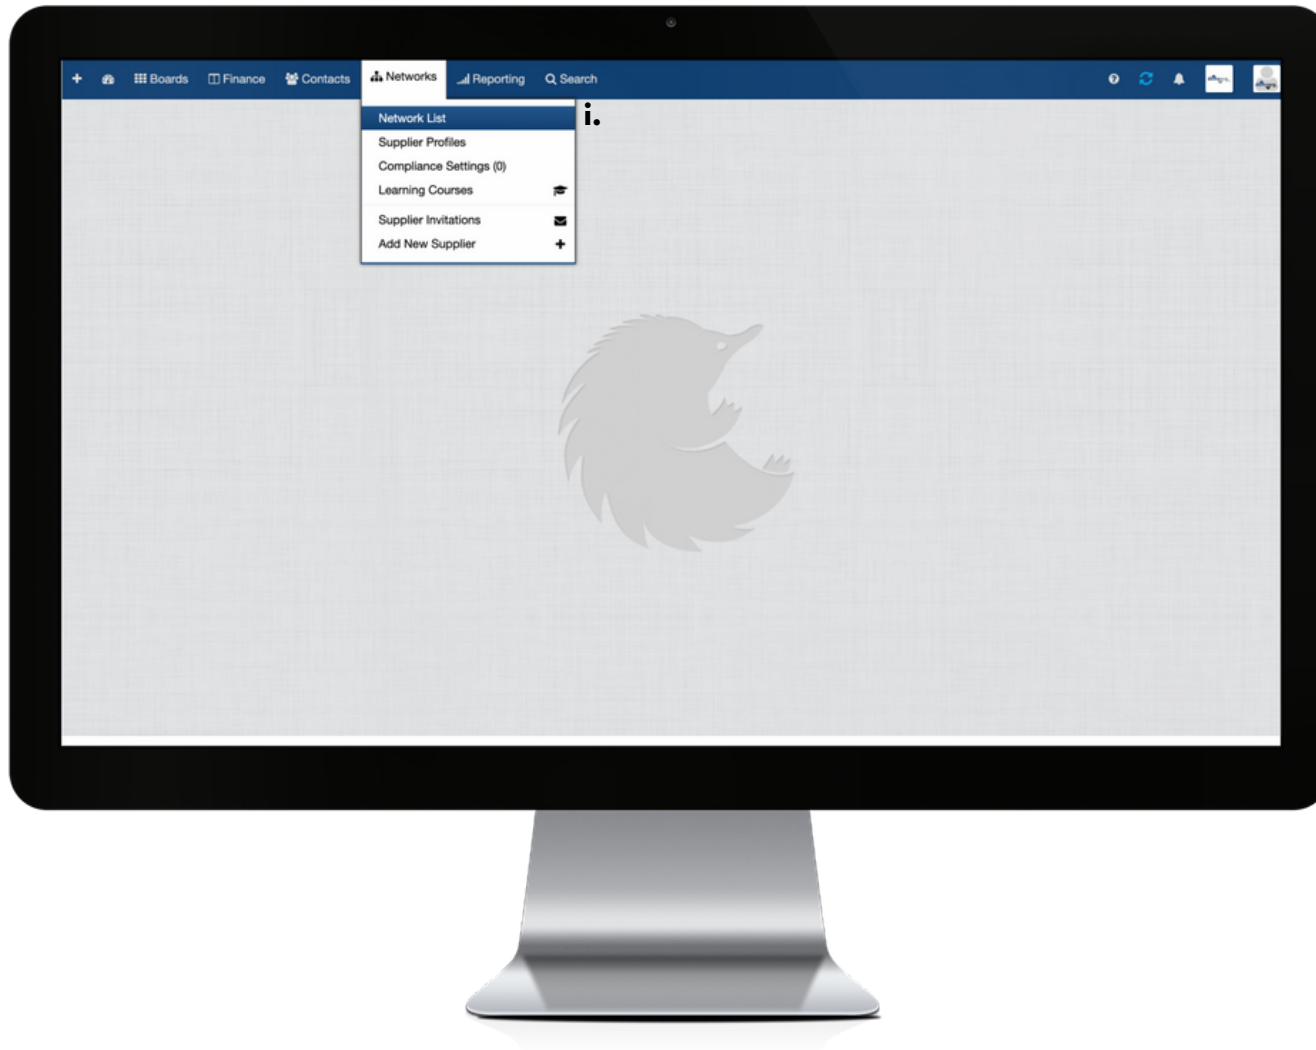 Boards Finance Contacts Networks Reporting Search
Network List i.
Supplier Profiles
Compliance Settings (0)
Learning Courses
Supplier Invitations
Add New Supplier